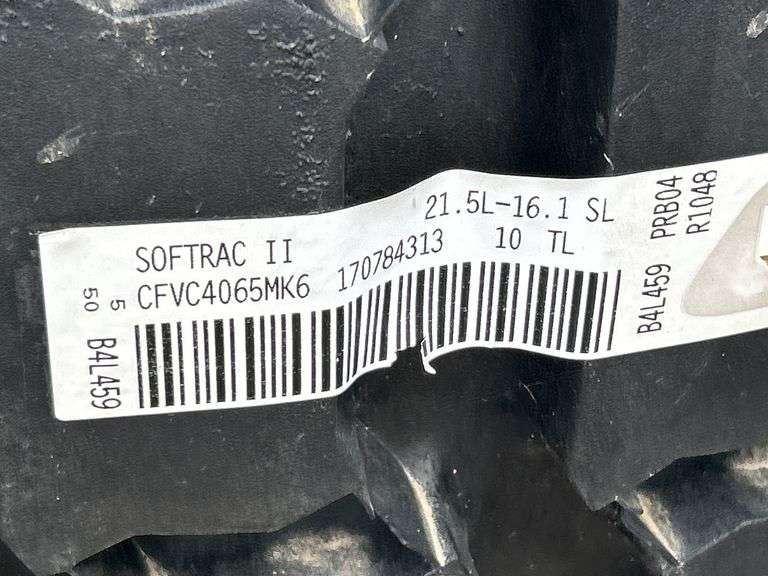 21.5L-16.1 SL
SOFTRAC II
10 TL
CFVC4065MK6 170784313
5
50
B4L459
B4L459
PRB04
R1048